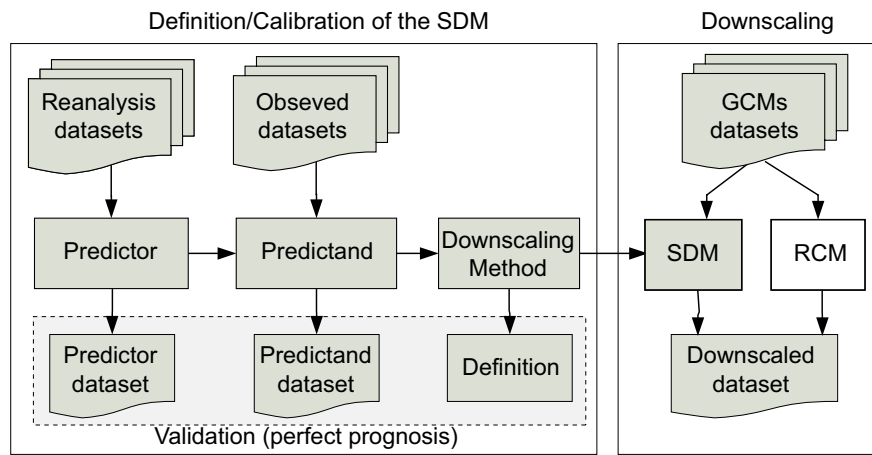 Definition/Calibration of the SDM
Downscaling
Reanalysis
datasets
Obseved
datasets
GCMs
datasets
Predictor
Predictand
Downscaling
Method
SDM
RCM
Predictor
dataset
Predictand
dataset
Definition
Downscaled
dataset
Validation (perfect prognosis)